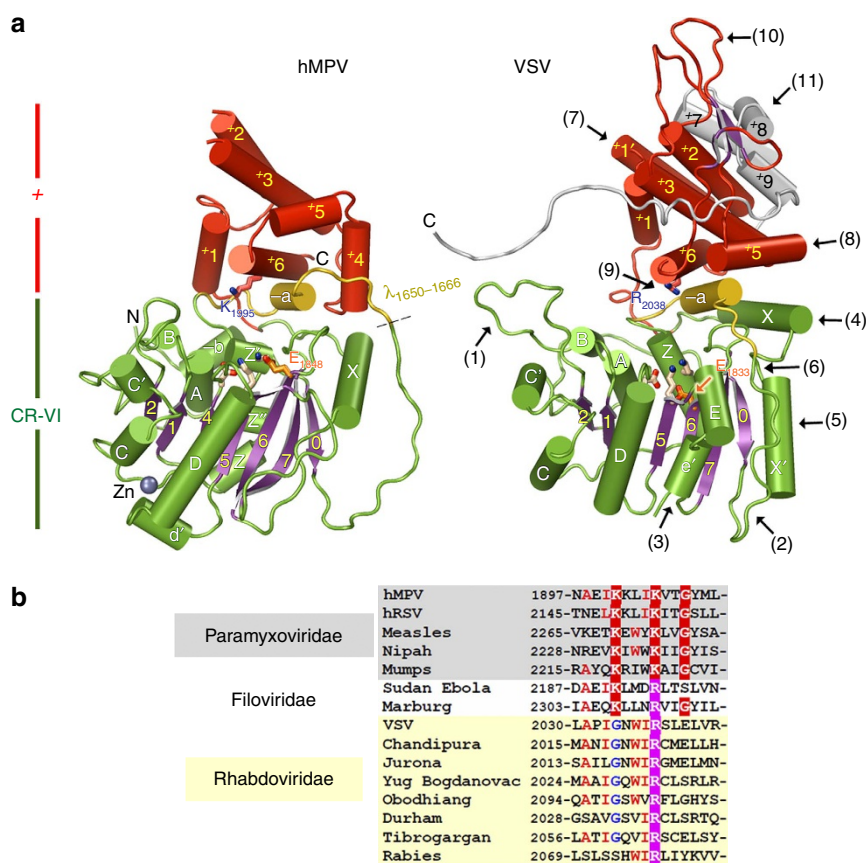 a
hMPV
VSV
(10)
(11)
(7)
+2
+3
+5
+1
+6
+4
C
–a
λ1650–1666
K1995
+
CR-VI
N
B
–b
Z′
E1848
X
C′
A
2
1
4
Z″
6
5
Z
7
0
C
D
Zn
d′
+7
+8
+1′
+2
+3
+9
+1
C
+6
+5
(8)
(9)
R2038
–a
X
(4)
(1)
B
A
Z
E1833
(6)
C′
2
1
5
6
E
0
(5)
C
D
e′
7
X′
(3)
(2)
b
Paramyxoviridae
Filoviridae
Rhabdoviridae
hMPV 1897-NAEIKKLIKVTGYML-
hRSV 2145-TNELKKLIKITGSLL-
Measles 2265-VKETKEWYKLVGYSA-
Nipah 2228-NREVKIWWKIIGYIS-
Mumps 2215-RAYQKRIWKAIGCVI-
Sudan Ebola 2187-DAEIKLMDRLTSLVN-
Marburg 2303-IAEQKLLNRVIGYIL-
VSV 2030-LAPIGNWIRSLELVR-
Chandipura 2015-MANIGNWIRCMELLH-
Jurona 2013-SAILGNWIRGMELMN-
Yug Bogdanovac 2024-MAAIGQWIRCLSRLR-
Obodhiang 2094-QATIGSWVRFLGHYS-
Durham 2028-GSAVGSVIRCLSRTQ-
Tibrogargan 2056-LATIGQVIRSCELSY-
Rabies 2069-LSLSSHWIRLIYKVV-